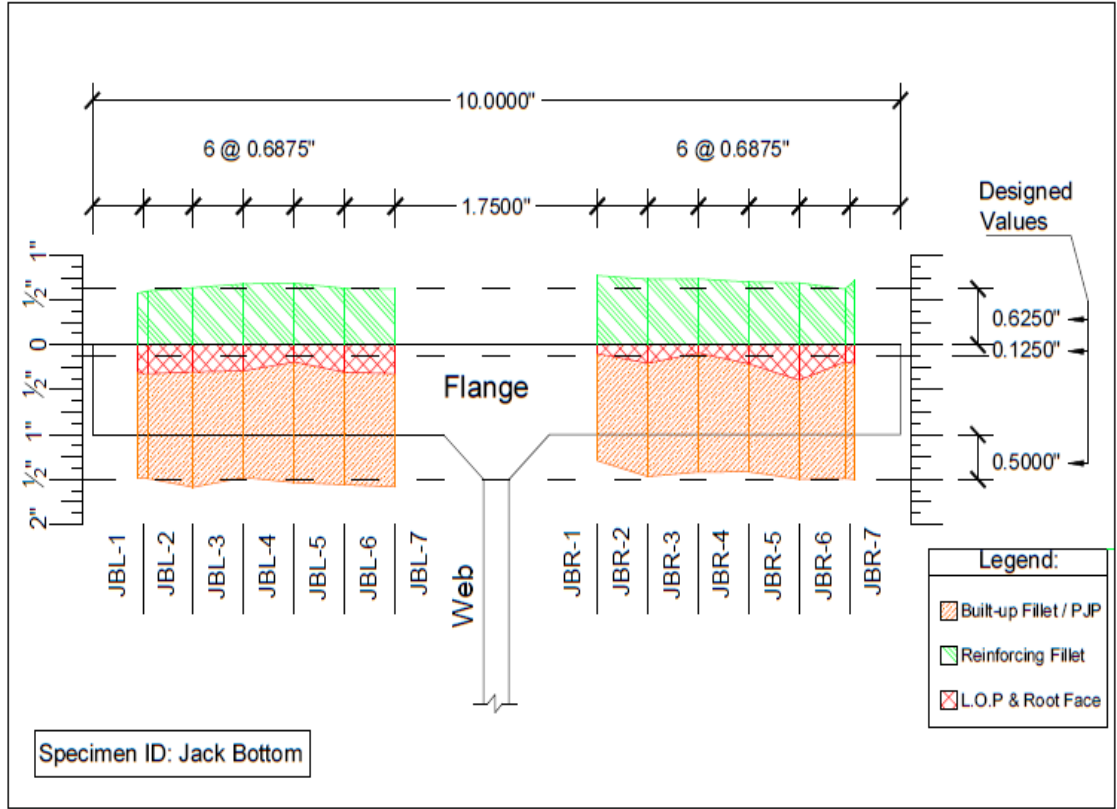 10.0000"
6 @ 0.6875"
6 @ 0.6875"
1.7500"
Designed
Values
1"
½"
0
½"
1"
½"
2"
0.6250"
0.1250"
0.5000"
Flange
Web
JBL-1
JBL-2
JBL-3
JBL-4
JBL-5
JBL-6
JBL-7
JBR-1
JBR-2
JBR-3
JBR-4
JBR-5
JBR-6
JBR-7
Legend:
Built-up Fillet / PJP
Reinforcing Fillet
L.O.P & Root Face
Specimen ID: Jack Bottom